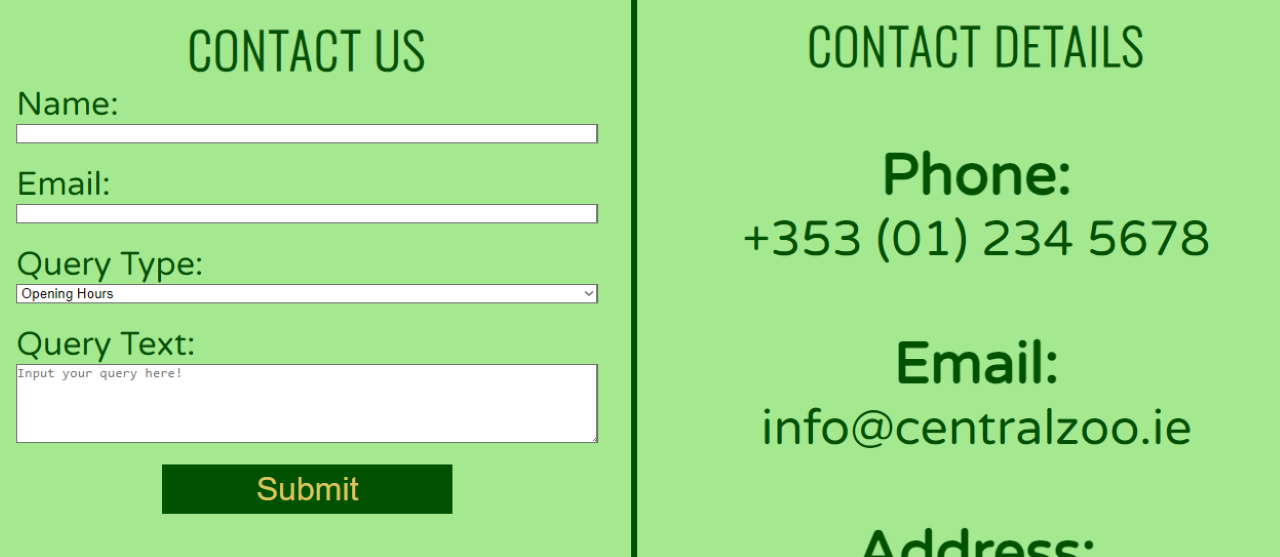 CONTACT US
Name:
Email:
Query Type:
Opening Hours
Query Text:
Input your query here!
Submit
CONTACT DETAILS
Phone:
+353 (01) 234 5678
Email:
info@centralzoo.ie
Address: